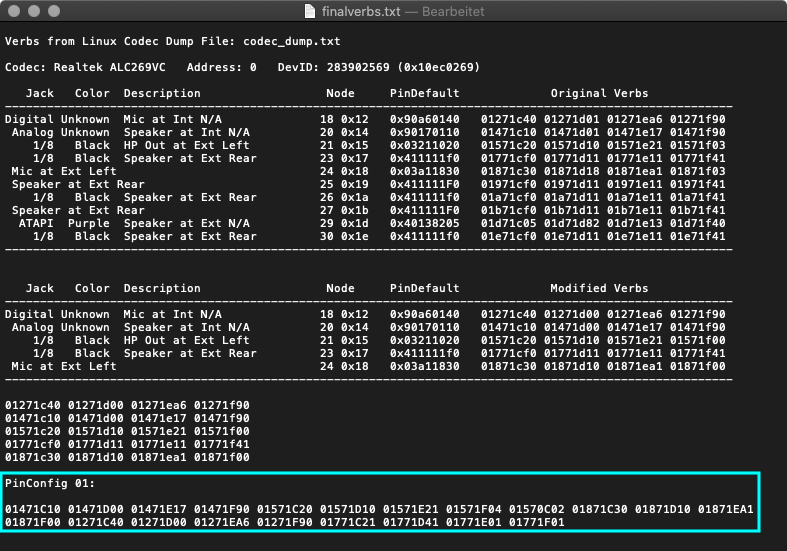 finalverbs.txt — Bearbeitet
Verbs from Linux Codec Dump File: codec_dump.txt
Codec: Realtek ALC269VC   Address: 0   DevID: 283902569 (0x10ec0269)
   Jack   Color  Description                  Node     PinDefault             Original Verbs
--------------------------------------------------------------------------------------------------------------
Digital Unknown  Mic at Int N/A              18 0x12   0x90a60140   01271c40 01271d01 01271ea6 01271f90
 Analog Unknown  Speaker at Int N/A          20 0x14   0x90170110   01471c10 01471d01 01471e17 01471f90
    1/8   Black  HP Out at Ext Left          21 0x15   0x03211020   01571c20 01571d10 01571e21 01571f03
    1/8   Black  Speaker at Ext Rear         23 0x17   0x411111f0   01771cf0 01771d11 01771e11 01771f41
 Mic at Ext Left                             24 0x18   0x03a11830   01871c30 01871d18 01871ea1 01871f03
 Speaker at Ext Rear                         25 0x19   0x411111F0   01971cf0 01971d11 01971e11 01971f41
    1/8   Black  Speaker at Ext Rear         26 0x1a   0x411111f0   01a71cf0 01a71d11 01a71e11 01a71f41
 Speaker at Ext Rear                         27 0x1b   0x411111F0   01b71cf0 01b71d11 01b71e11 01b71f41
  ATAPI  Purple  Speaker at Ext N/A          29 0x1d   0x40138205   01d71c05 01d71d82 01d71e13 01d71f40
    1/8   Black  Speaker at Ext Rear         30 0x1e   0x411111f0   01e71cf0 01e71d11 01e71e11 01e71f41
--------------------------------------------------------------------------------------------------------------
   Jack   Color  Description                  Node     PinDefault             Modified Verbs
--------------------------------------------------------------------------------------------------------------
Digital Unknown  Mic at Int N/A              18 0x12   0x90a60140   01271c40 01271d00 01271ea6 01271f90
 Analog Unknown  Speaker at Int N/A          20 0x14   0x90170110   01471c10 01471d00 01471e17 01471f90
    1/8   Black  HP Out at Ext Left          21 0x15   0x03211020   01571c20 01571d10 01571e21 01571f00
    1/8   Black  Speaker at Ext Rear         23 0x17   0x411111f0   01771cf0 01771d11 01771e11 01771f41
 Mic at Ext Left                             24 0x18   0x03a11830   01871c30 01871d10 01871ea1 01871f00
--------------------------------------------------------------------------------------------------------------
01271c40 01271d00 01271ea6 01271f90
01471c10 01471d00 01471e17 01471f90
01571c20 01571d10 01571e21 01571f00
01771cf0 01771d11 01771e11 01771f41
01871c30 01871d10 01871ea1 01871f00
PinConfig 01:
01471C10 01471D00 01471E17 01471F90 01571C20 01571D10 01571E21 01571F04 01570C02 01871C30 01871D10 01871EA1
01871F00 01271C40 01271D00 01271EA6 01271F90 01771C21 01771D41 01771E01 01771F01